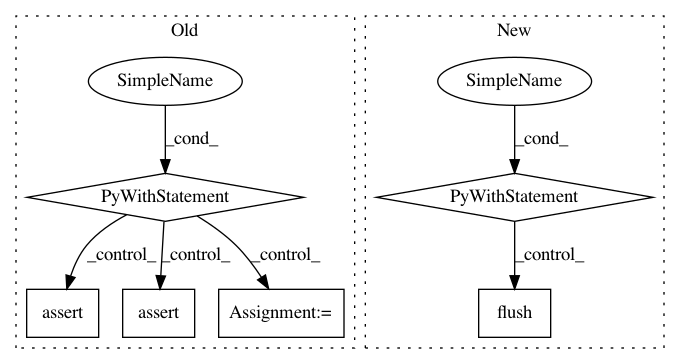 Old
New
SimpleName
SimpleName
_cond_
_cond_
PyWithStatement
PyWithStatement
_control_
_control_
_control_
_control_
assert
assert
Assignment:=
flush